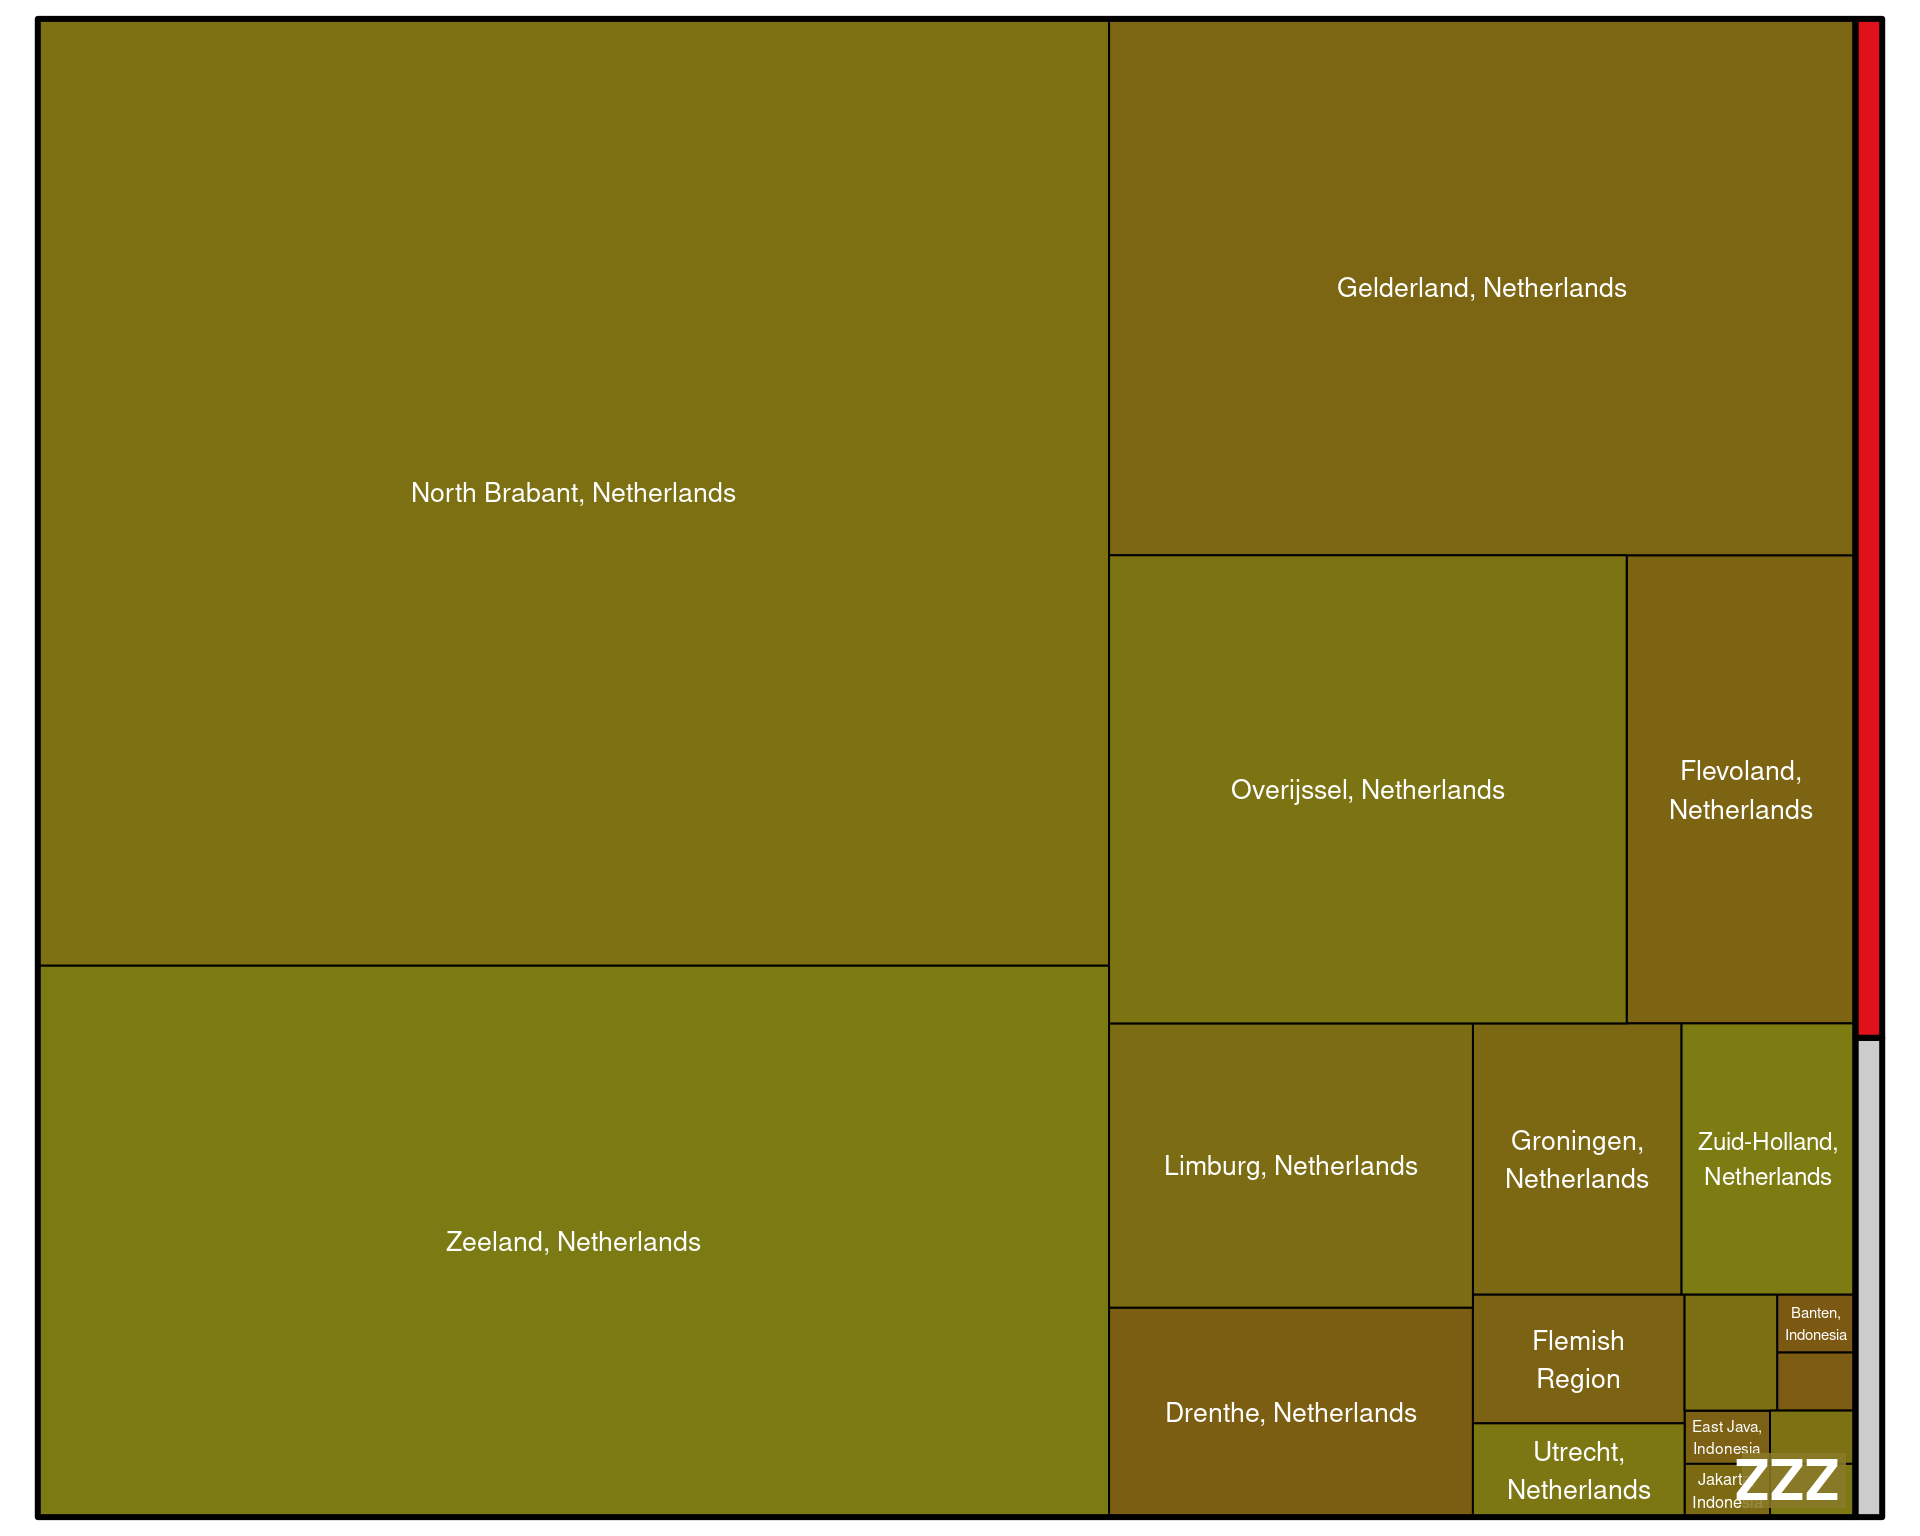 North Brabant, Netherlands
Gelderland, Netherlands
Overijssel, Netherlands
Flevoland,
Netherlands
Zeeland, Netherlands
Limburg, Netherlands
Groningen,
Netherlands
Zuid-Holland,
Netherlands
Drenthe, Netherlands
Flemish
Region
Utrecht,
Netherlands
Banten,
Indonesia
East Java,
Indonesia
Indonesia
ZZZ